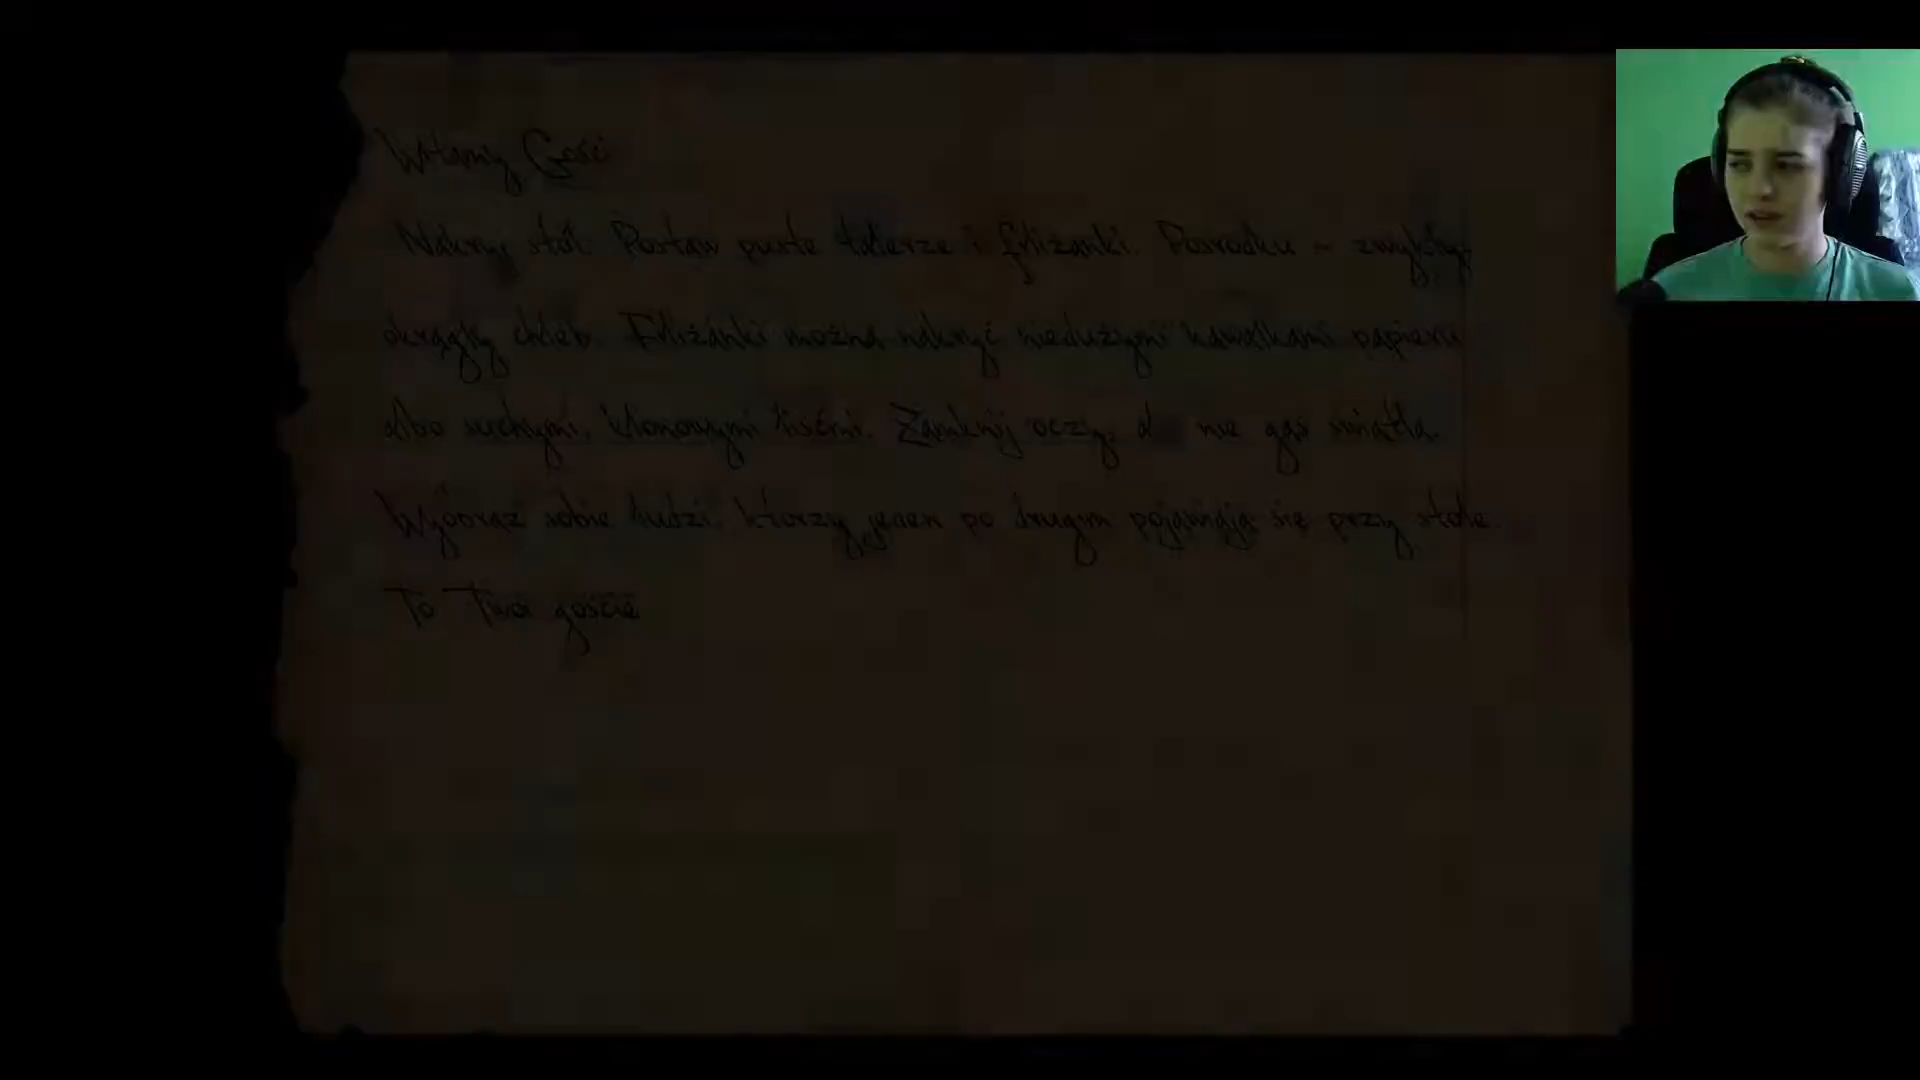 Witamy Gości
Nakryj stół. Postaw puste talerze i filiżanki. Pośrodku - zwykły,
okrągły chleb. Filiżanki można nakryć niedużymi kawałkami papieru
albo suchymi, klonowymi liśćmi. Zamknij oczy, al nie gaś światła.
Wyobraź sobie ludzi, którzy jeden po drugim pojawiają się przy stole.
To Twoi goście